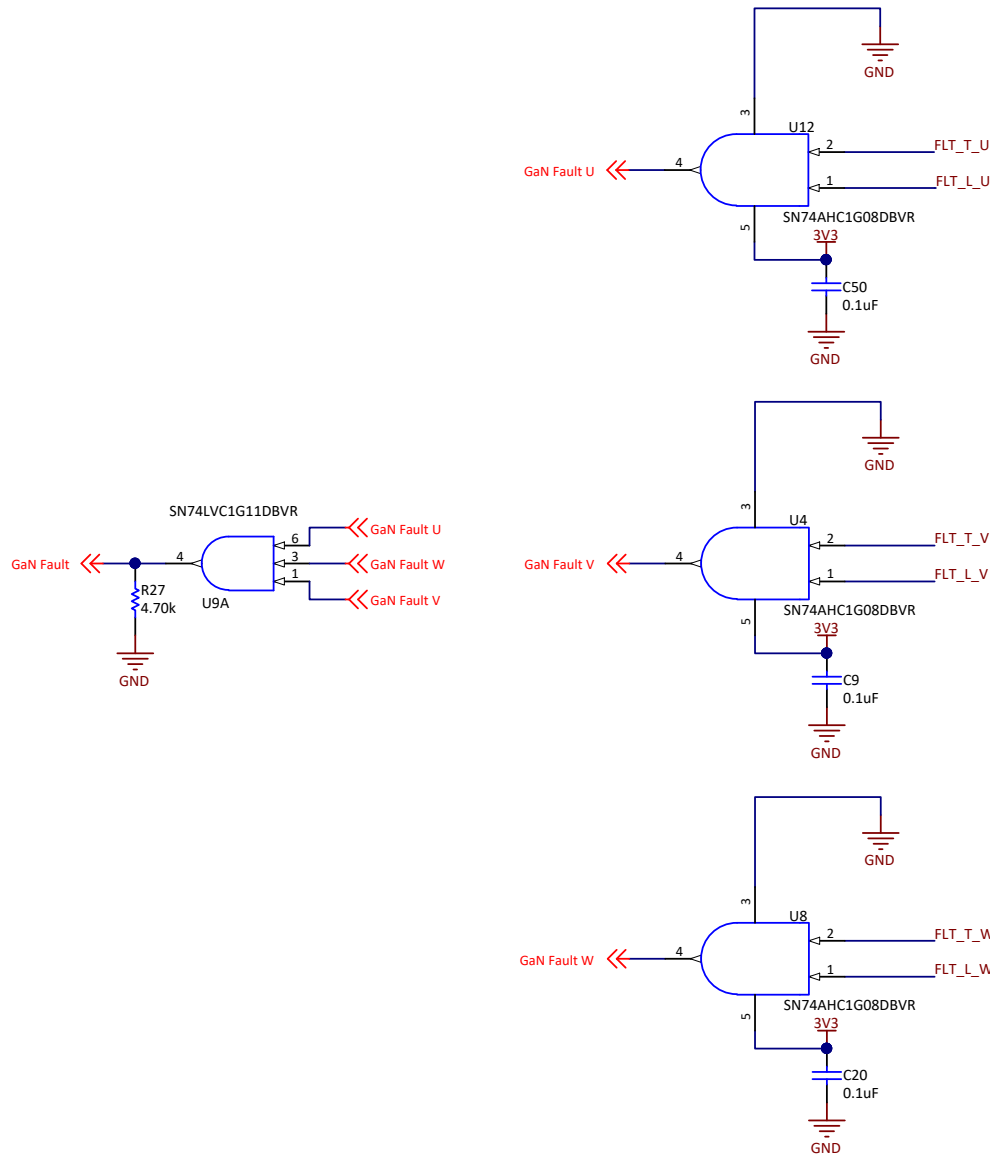 GND
3
U12
2
FLT_T_U
GaN Fault U
4
1
FLT_L_U
5
SN74AHC1G08DBVR
3V3
C50
0.1uF
GND
GND
3
U4
2
FLT_T_V
GaN Fault V
4
1
FLT_L_V
5
SN74AHC1G08DBVR
3V3
C9
0.1uF
GND
SN74LVC1G11DBVR
6
GaN Fault U
GaN Fault
4
3
GaN Fault W
1
GaN Fault V
R27
4.70k
U9A
GND
GND
3
U8
2
FLT_T_W
GaN Fault W
4
1
FLT_L_W
5
SN74AHC1G08DBVR
3V3
C20
0.1uF
GND